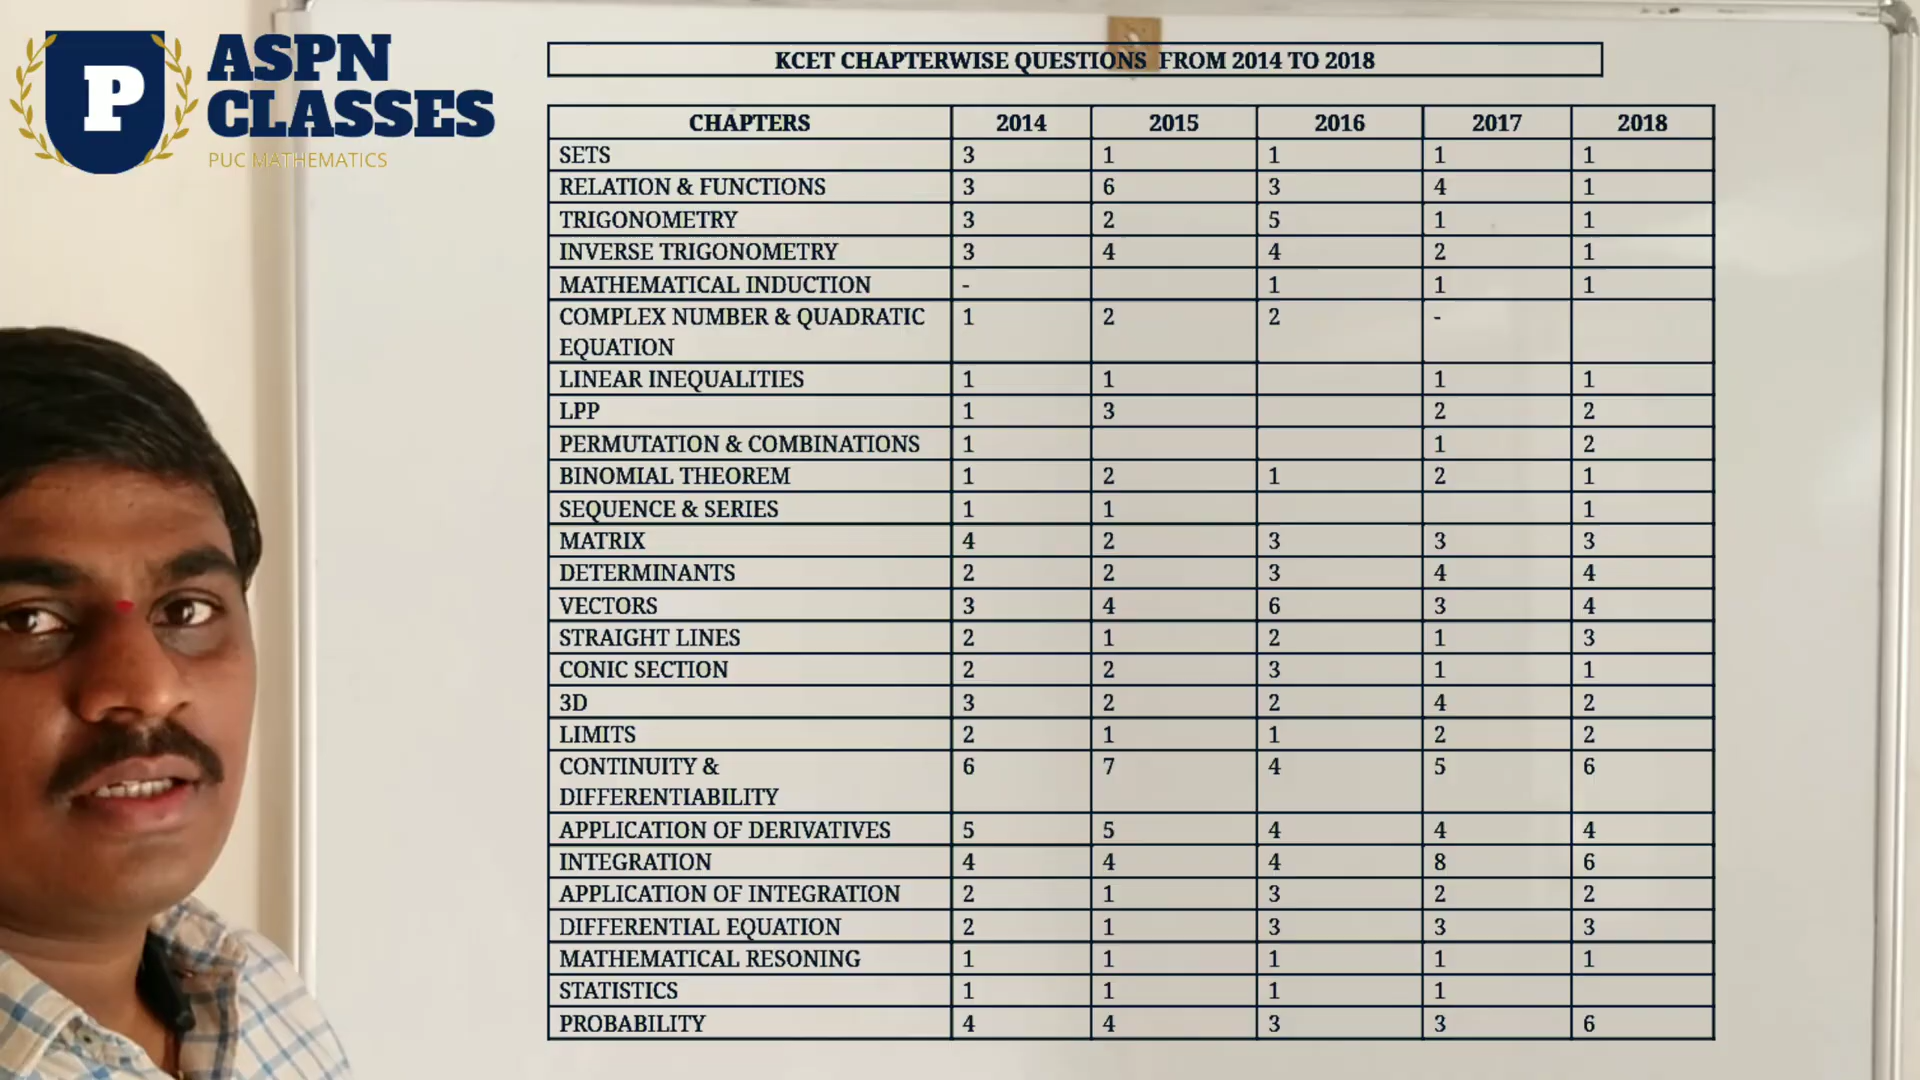 ASPN
CLASSES
P
PUC MATHEMATICS
KCET CHAPTERWISE QUESTIONS FROM 2014 TO 2018
CHAPTERS 2014 2015 2016 2017 2018
SETS 3 1 1 1 1
RELATION & FUNCTIONS 3 6 3 4 1
TRIGONOMETRY 3 2 5 1 1
INVERSE TRIGONOMETRY 3 4 4 2 1
MATHEMATICAL INDUCTION - 1 1 1
COMPLEX NUMBER & QUADRATIC 1 2 2 -
EQUATION
LINEAR INEQUALITIES 1 1 1 1
LPP 1 3 2 2
PERMUTATION & COMBINATIONS 1 1 2
BINOMIAL THEOREM 1 2 1 2 1
SEQUENCE & SERIES 1 1 1
MATRIX 4 2 3 3 3
DETERMINANTS 2 2 3 4 4
VECTORS 3 4 6 3 4
STRAIGHT LINES 2 1 2 1 3
CONIC SECTION 2 2 3 1 1
3D 3 2 2 4 2
LIMITS 2 1 1 2 2
CONTINUITY & 6 7 4 5 6
DIFFERENTIABILITY
APPLICATION OF DERIVATIVES 5 5 4 4 4
INTEGRATION 4 4 4 8 6
APPLICATION OF INTEGRATION 2 1 3 2 2
DIFFERENTIAL EQUATION 2 1 3 3 3
MATHEMATICAL RESONING 1 1 1 1 1
STATISTICS 1 1 1 1
PROBABILITY 4 4 3 3 6